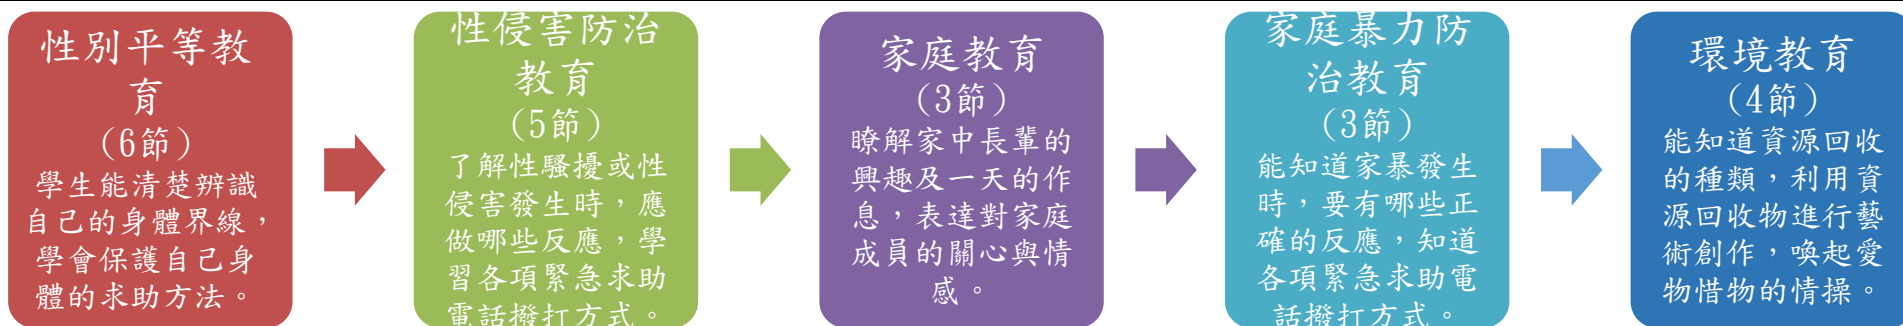 性別平等教
育
(6節)
學生能清楚辨識
自己的身體界線，
學會保護自己身
體的求助方法。
性侵害防治
教育
(5節)
了解性騷擾或性
侵害發生時，應
做哪些反應，學
習各項緊急求助
電話撥打方式。
家庭教育
(3節)
瞭解家中長輩的
興趣及一天的作
息，表達對家庭
成員的關心與情
感。
家庭暴力防
治教育
(3節)
能知道家暴發生
時，要有哪些正
確的反應，知道
各項緊急求助電
話撥打方式。
環境教育
(4節)
能知道資源回收
的種類，利用資
源回收物進行藝
術創作，喚起愛
物惜物的情操。